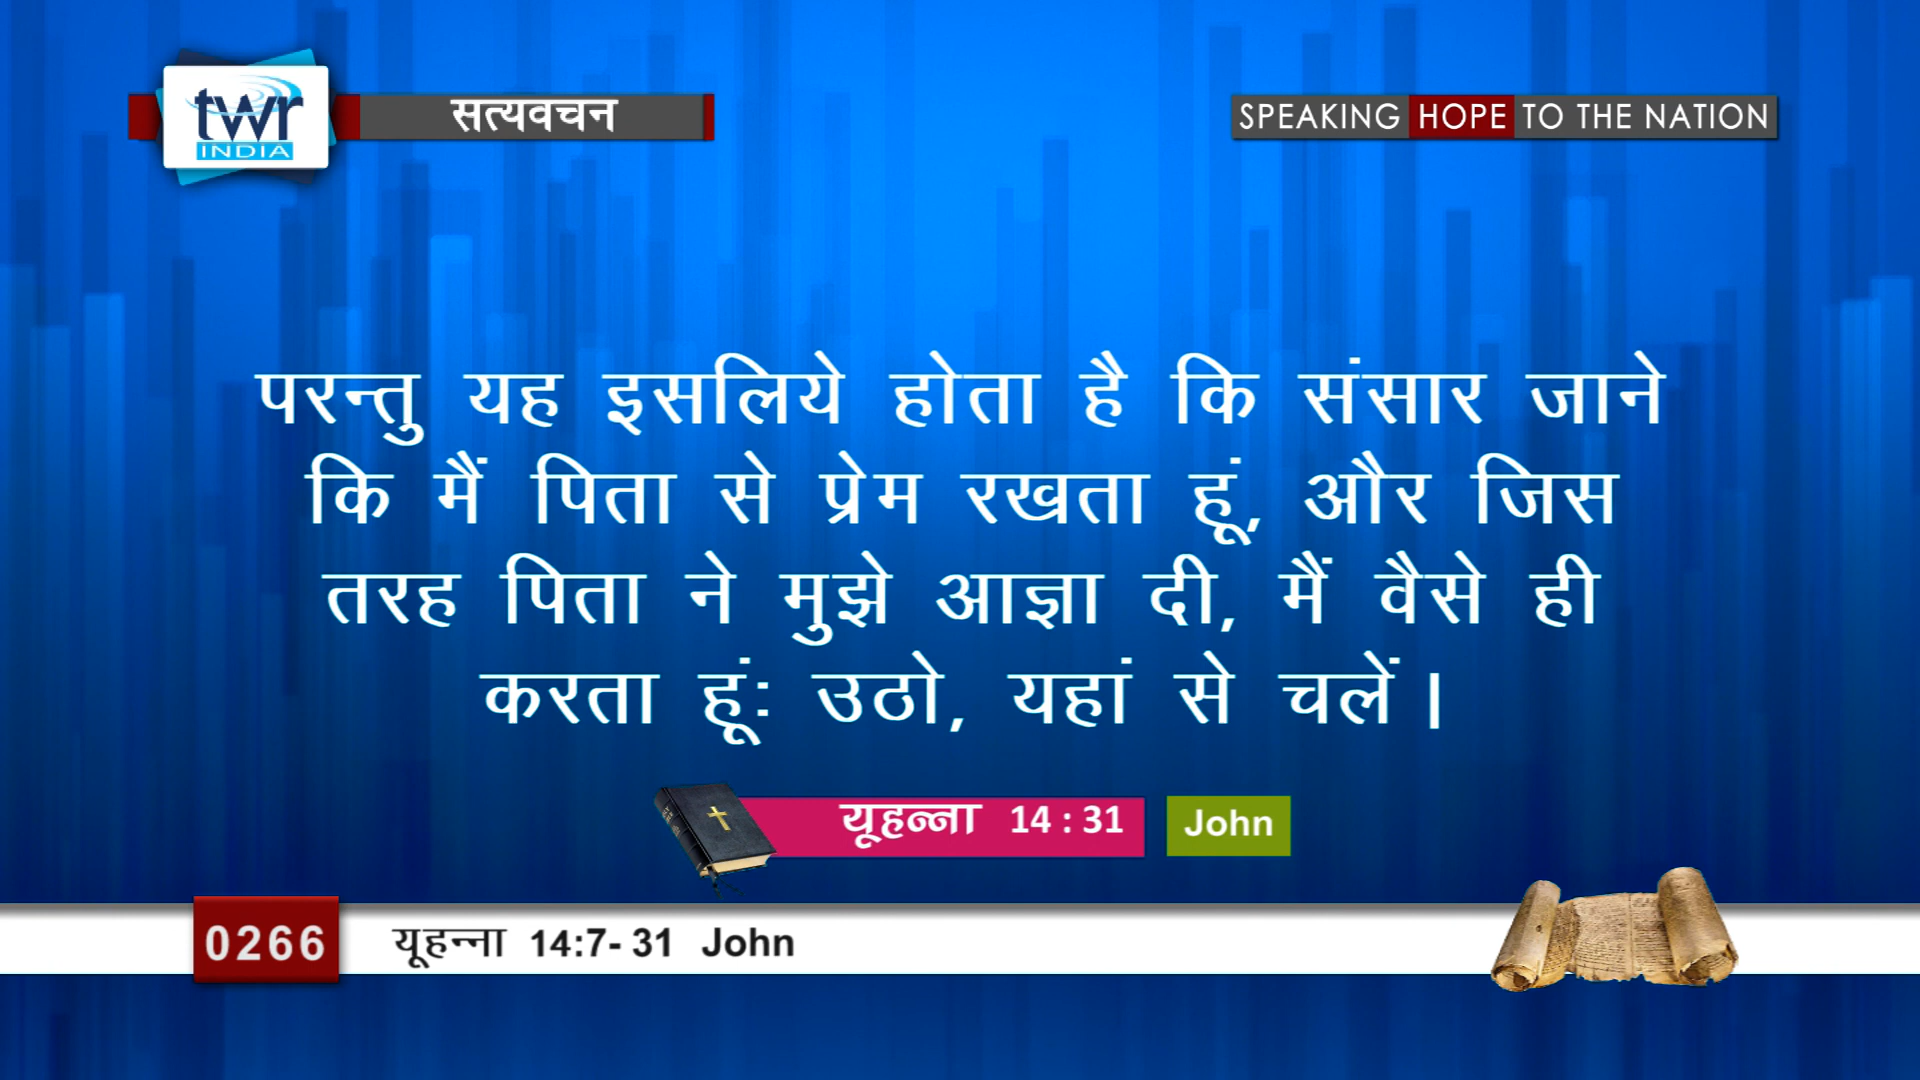 twr
INDIA
सत्यवचन
SPEAKING HOPE TO THE NATION
परन्तु यह इसलिये होता है कि संसार जाने
कि मैं पिता से प्रेम रखता हूं, और जिस
तरह पिता ने मुझे आज्ञा दी, मैं वैसे ही
करता हूं: उठो, यहां से चलें।
यूहन्ना 14 : 31 John
0266 यूहन्ना 14:7- 31 John